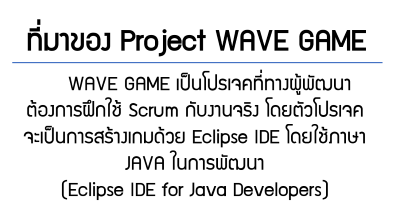 ที่มาของ Project WAVE GAME
WAVE GAME เป็นโปรเจคที่ทางผู้พัฒนา
ต้องการฝึกใช้ Scrum กับงานจริง โดยตัวโปรเจค
จะเป็นการสร้างเกมด้วย Eclipse IDE โดยใช้ภาษา
JAVA ในการพัฒนา
(Eclipse IDE for Java Developers)